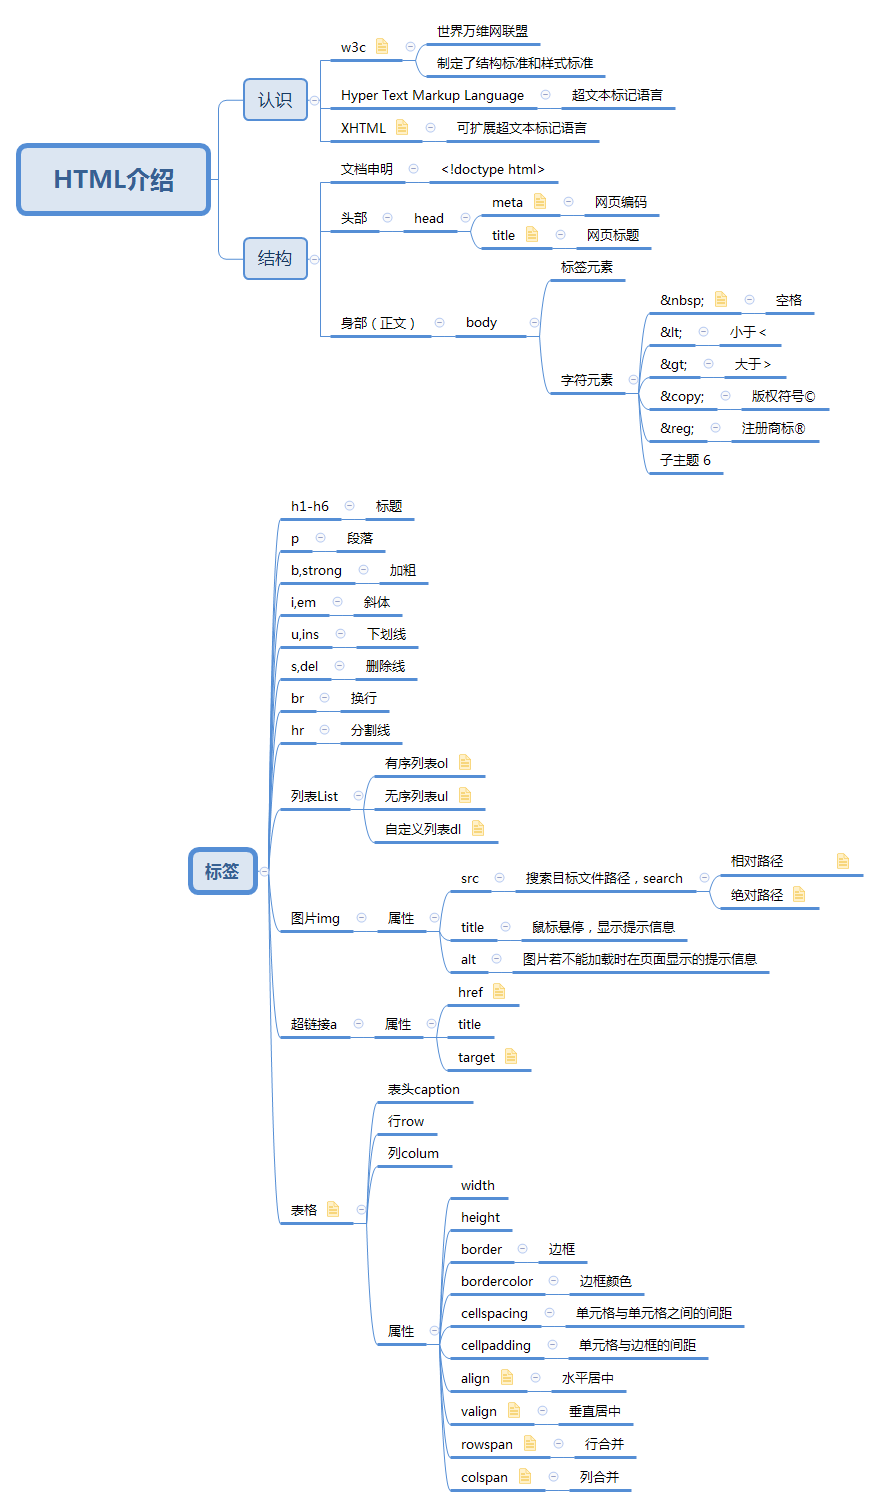 HTML介绍
认识
w3c
世界万维网联盟
制定了结构标准和样式标准
Hyper Text Markup Language
超文本标记语言
XHTML
可扩展超文本标记语言
结构
文档申明
<!doctype html>
头部
head
meta
网页编码
title
网页标题
身部（正文）
body
标签元素
字符元素
&nbsp;
空格
&lt;
小于 <
&gt;
大于 >
&copy;
版权符号©
&reg;
注册商标®
子主题 6
标签
h1-h6
标题
p
段落
b,strong
加粗
i,em
斜体
u,ins
下划线
s,del
删除线
br
换行
hr
分割线
列表List
有序列表ol
无序列表ul
自定义列表dl
图片img
属性
src
搜索目标文件路径，search
相对路径
绝对路径
title
鼠标悬停，显示提示信息
alt
图片若不能加载时在页面显示的提示信息
超链接a
属性
href
title
target
表格
表头caption
行row
列colum
属性
width
height
border
边框
bordercolor
边框颜色
cellspacing
单元格与单元格之间的间距
cellpadding
单元格与边框的间距
align
水平居中
valign
垂直居中
rowspan
行合并
colspan
列合并